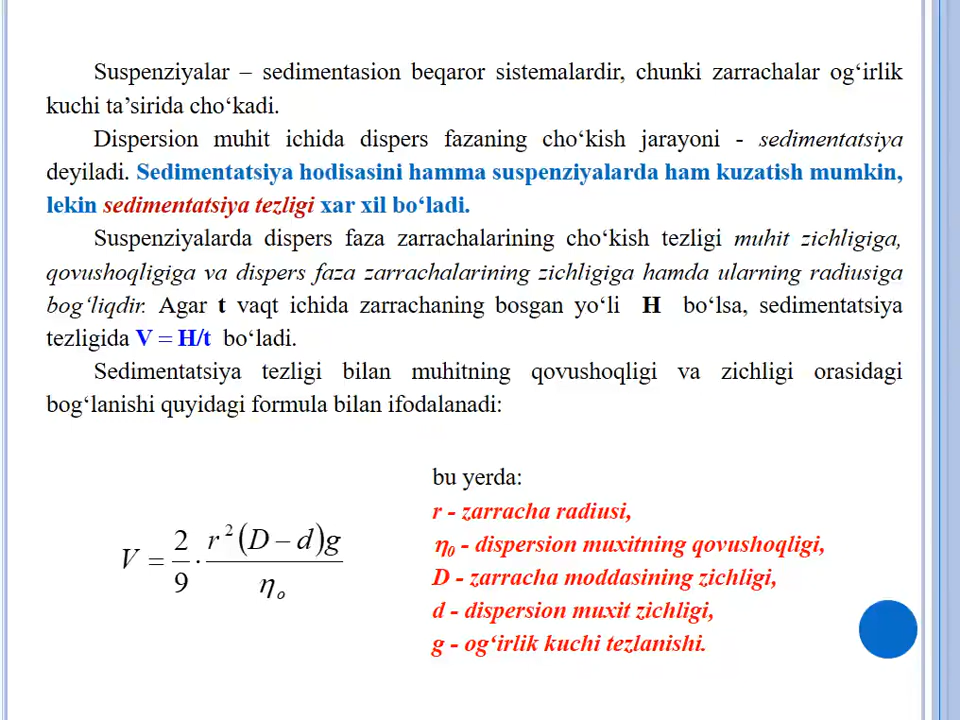 Suspenziyalar – sedimentasion beqaror sistemalardir, chunki zarrachalar og‘irlik
kuchi ta’sirida cho‘kadi.
Dispersion muhit ichida dispers fazaning cho‘kish jarayoni - sedimentatsiya
deyiladi. Sedimentatsiya hodisasini hamma suspenziyalarda ham kuzatish mumkin,
lekin sedimentatsiya tezligi xar xil bo‘ladi.
Suspenziyalarda dispers faza zarrachalarining cho‘kish tezligi muhit zichligiga,
qovushoqligiga va dispers faza zarrachalarining zichligiga hamda ularning radiusiga
bog‘liqdir. Agar t vaqt ichida zarrachaning bosgan yo‘li H bo‘lsa, sedimentatsiya
tezligida V = H/t bo‘ladi.
Sedimentatsiya tezligi bilan muhitning qovushoqligi va zichligi orasidagi
bog‘lanishi quyidagi formula bilan ifodalanadi:
V = 2/9 · r²(D – d)g / ηₒ
bu yerda:
r - zarracha radiusi,
η₀ - dispersion muxitning qovushoqligi,
D - zarracha moddasining zichligi,
d - dispersion muxit zichligi,
g - og‘irlik kuchi tezlanishi.